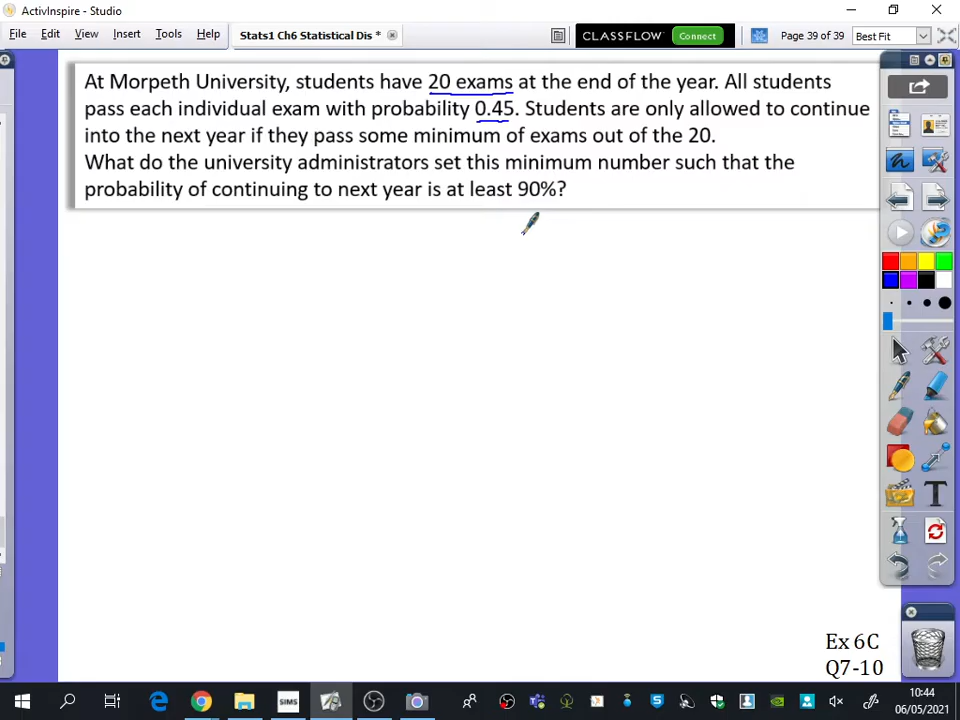 ActivInspire - Studio
File Edit View Insert Tools Help
Stats1 Ch6 Statistical Dis *
CLASSFLOW Connect
Page 39 of 39
Best Fit
At Morpeth University, students have 20 exams at the end of the year. All students
pass each individual exam with probability 0.45. Students are only allowed to continue
into the next year if they pass some minimum of exams out of the 20.
What do the university administrators set this minimum number such that the
probability of continuing to next year is at least 90%?
Ex 6C
Q7-10
SIMS
10:44
06/05/2021